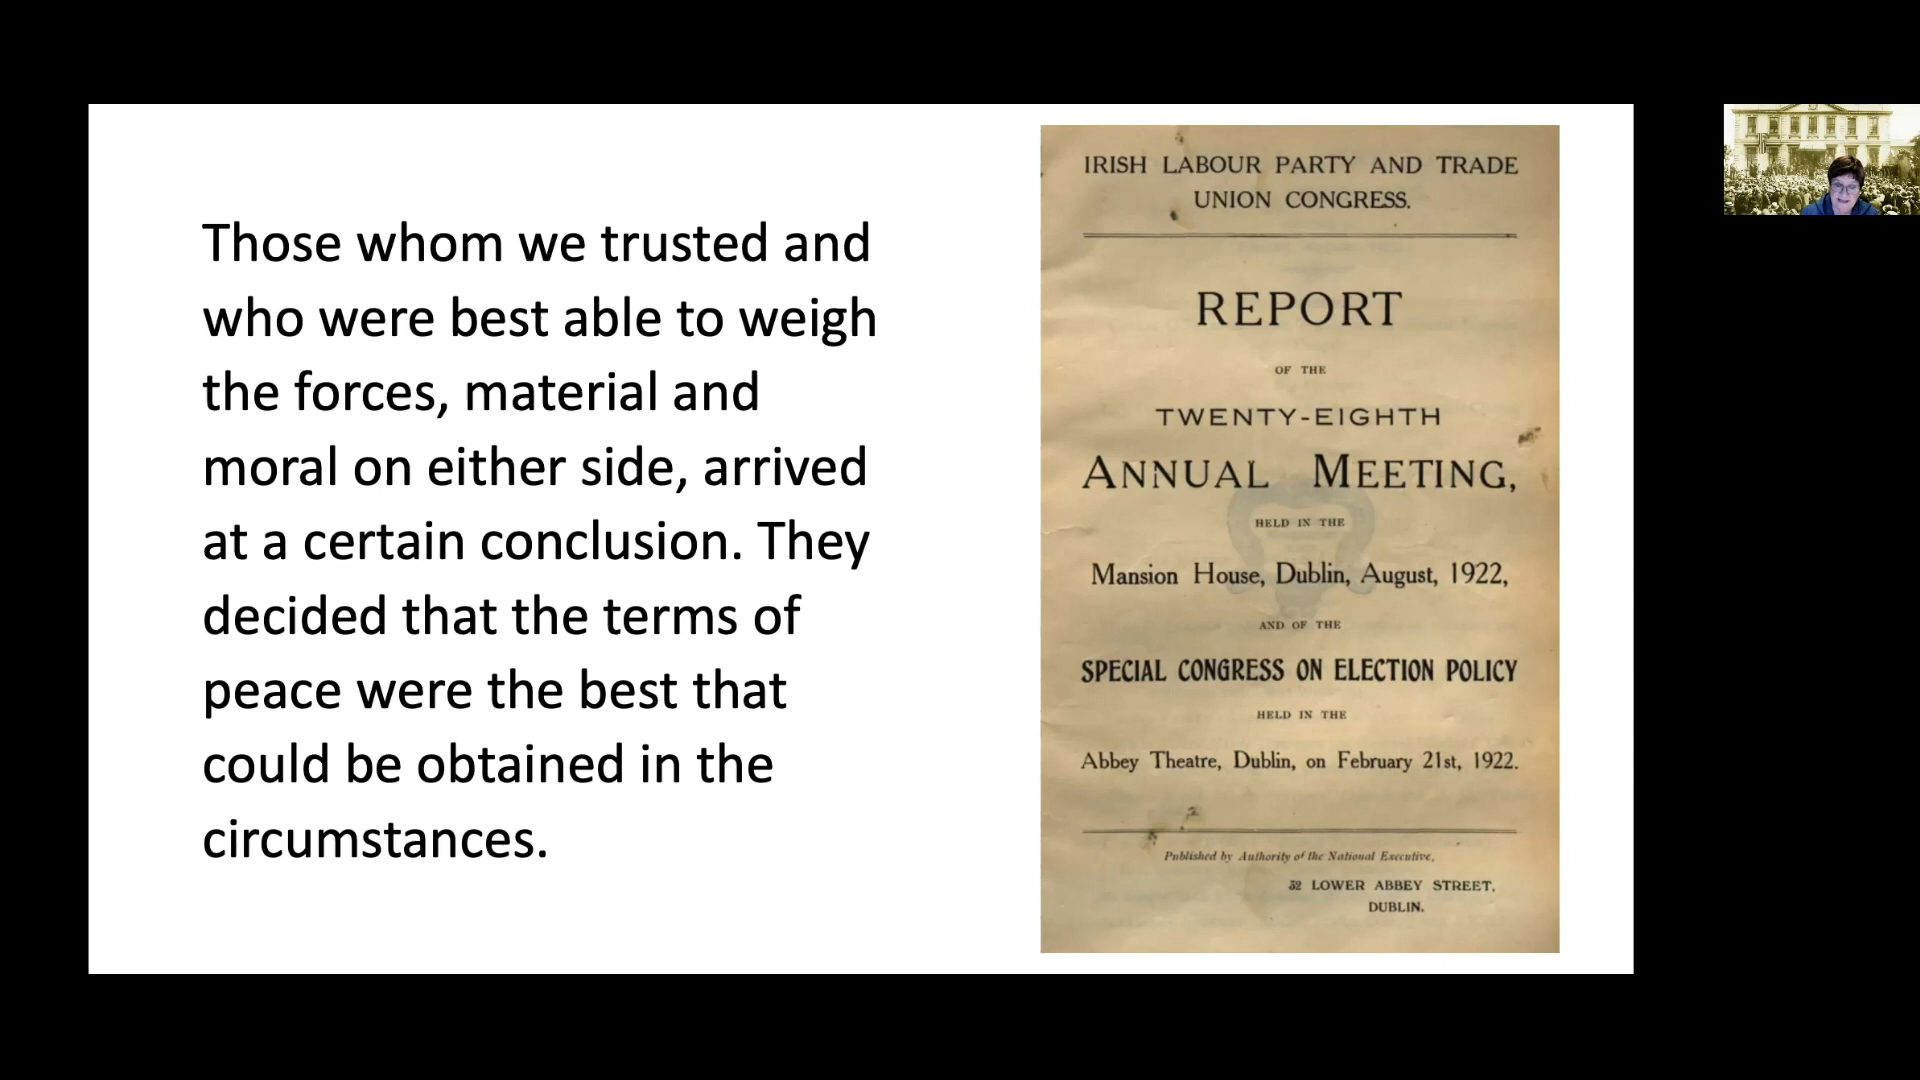 Those whom we trusted and
who were best able to weigh
the forces, material and
moral on either side, arrived
at a certain conclusion. They
decided that the terms of
peace were the best that
could be obtained in the
circumstances.
IRISH LABOUR PARTY AND TRADE
UNION CONGRESS.
REPORT
OF THE
TWENTY-EIGHTH
ANNUAL MEETING,
HELD IN THE
Mansion House, Dublin, August, 1922,
AND OF THE
SPECIAL CONGRESS ON ELECTION POLICY
HELD IN THE
Abbey Theatre, Dublin, on February 21st, 1922.
Published by Authority of the National Executive,
32 LOWER ABBEY STREET,
DUBLIN.